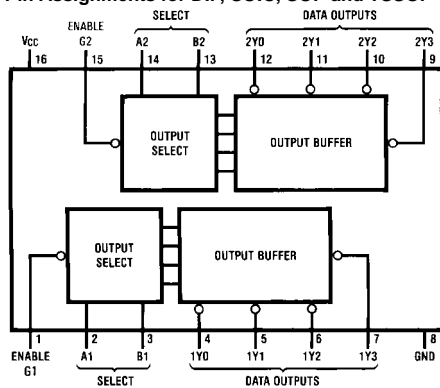 Pin Assignments for DIP, SOIC, SOP and TSSOP
SELECT
DATA OUTPUTS
ENABLE
G2
VCC
A2
B2
2Y0
2Y1
2Y2
2Y3
16
15
14
13
12
11
10
9
OUTPUT
SELECT
OUTPUT BUFFER
OUTPUT
SELECT
OUTPUT BUFFER
1
2
3
4
5
6
7
8
ENABLE
G1
A1
B1
1Y0
1Y1
1Y2
1Y3
GND
SELECT
DATA OUTPUTS